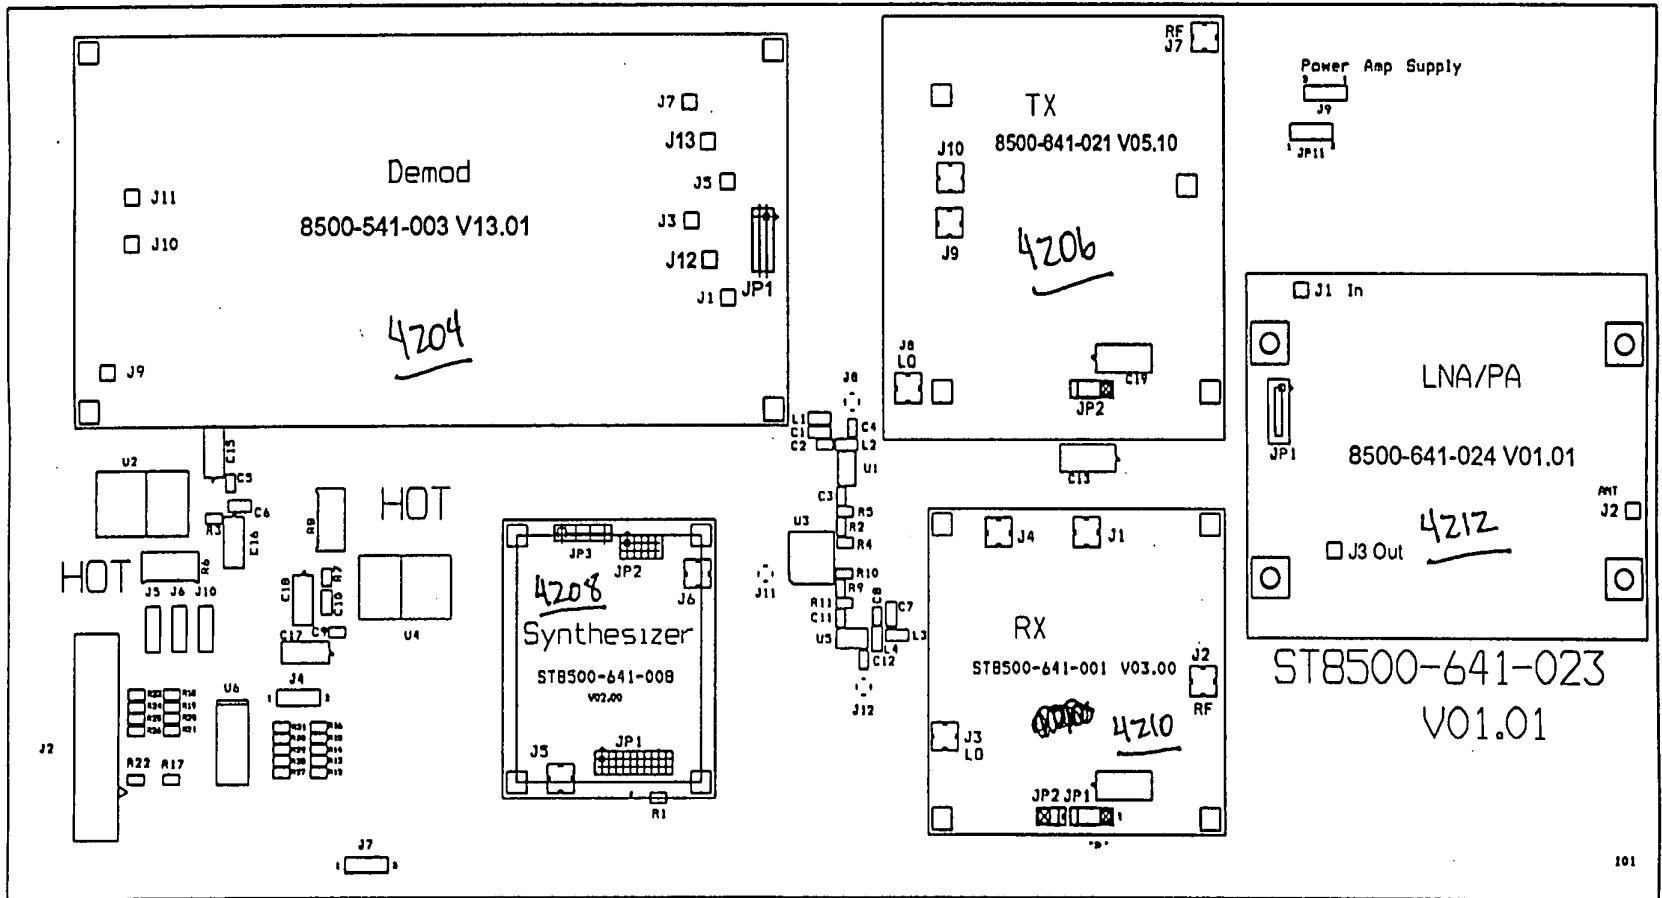 Demod
8500-541-003 V13.01
4204
J11
J10
J9
J7
J13
J5
J3
J12
J1
JP1
RF
J7
TX
8500-641-021 V05.10
J10
J9
4206
J8
LO
C19
JP2
C13
Power Amp Supply
J9
JP11
J1 In
LNA/PA
JP1
8500-641-024 V01.01
ANT
J2
4212
J3 Out
ST8500-641-023
V01.01
U2
C15
C5
C6
R3
C16
HOT
R8
HOT
R6
J5 J6 J10
C18
R7
C10
C9
C17
U4
J4
U6
J2
R22 R17
J7
JP3
JP2
J6
4208
Synthesizer
ST8500-641-008
V02.00
JP1
J5
R1
L1
C1
C2
C4
L2
U1
C3
R5
R2
R4
U3
J11
R10
R9
R11
C11
U5
C8
C7
L3
L4
C12
J12
J4
J1
RX
ST8500-641-001 V03.00
J2
RF
4210
J3
LO
JP2 JP1
101